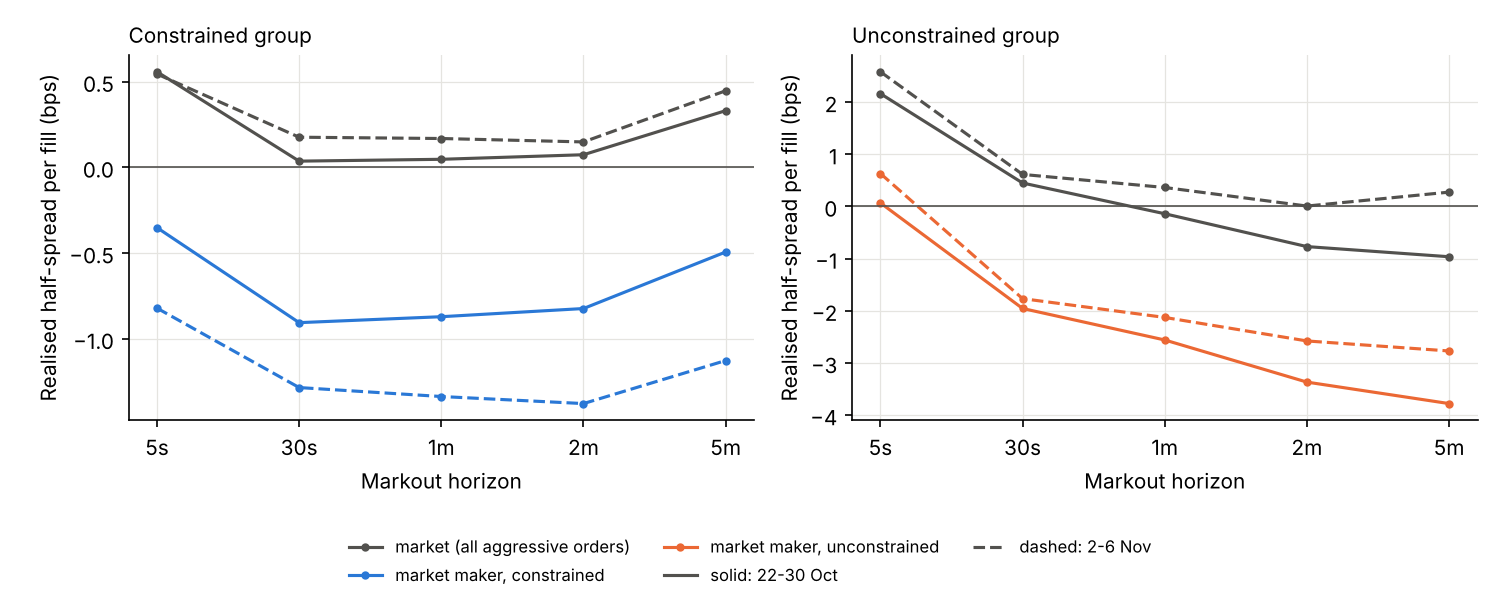 Constrained group
Realised half-spread per fill (bps)
0.5
0.0
−0.5
−1.0
5s 30s 1m 2m 5m
Markout horizon
Unconstrained group
Realised half-spread per fill (bps)
2
1
0
−1
−2
−3
−4
5s 30s 1m 2m 5m
Markout horizon
market (all aggressive orders) market maker, unconstrained dashed: 2-6 Nov
market maker, constrained solid: 22-30 Oct